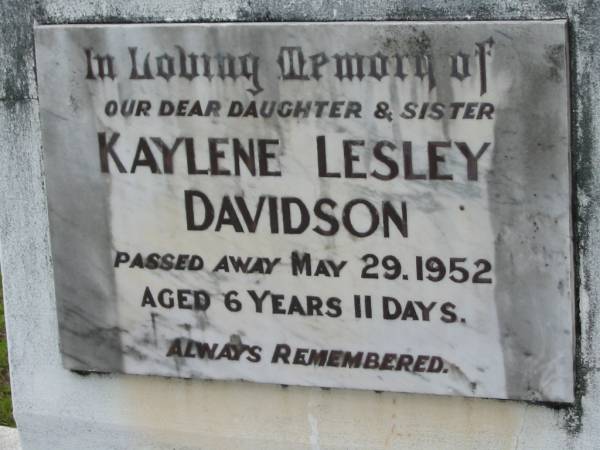 In Loving Memory of
OUR DEAR DAUGHTER & SISTER
KAYLENE LESLEY
DAVIDSON
PASSED AWAY MAY 29. 1952
AGED 6 YEARS 11 DAYS.
ALWAYS REMEMBERED.